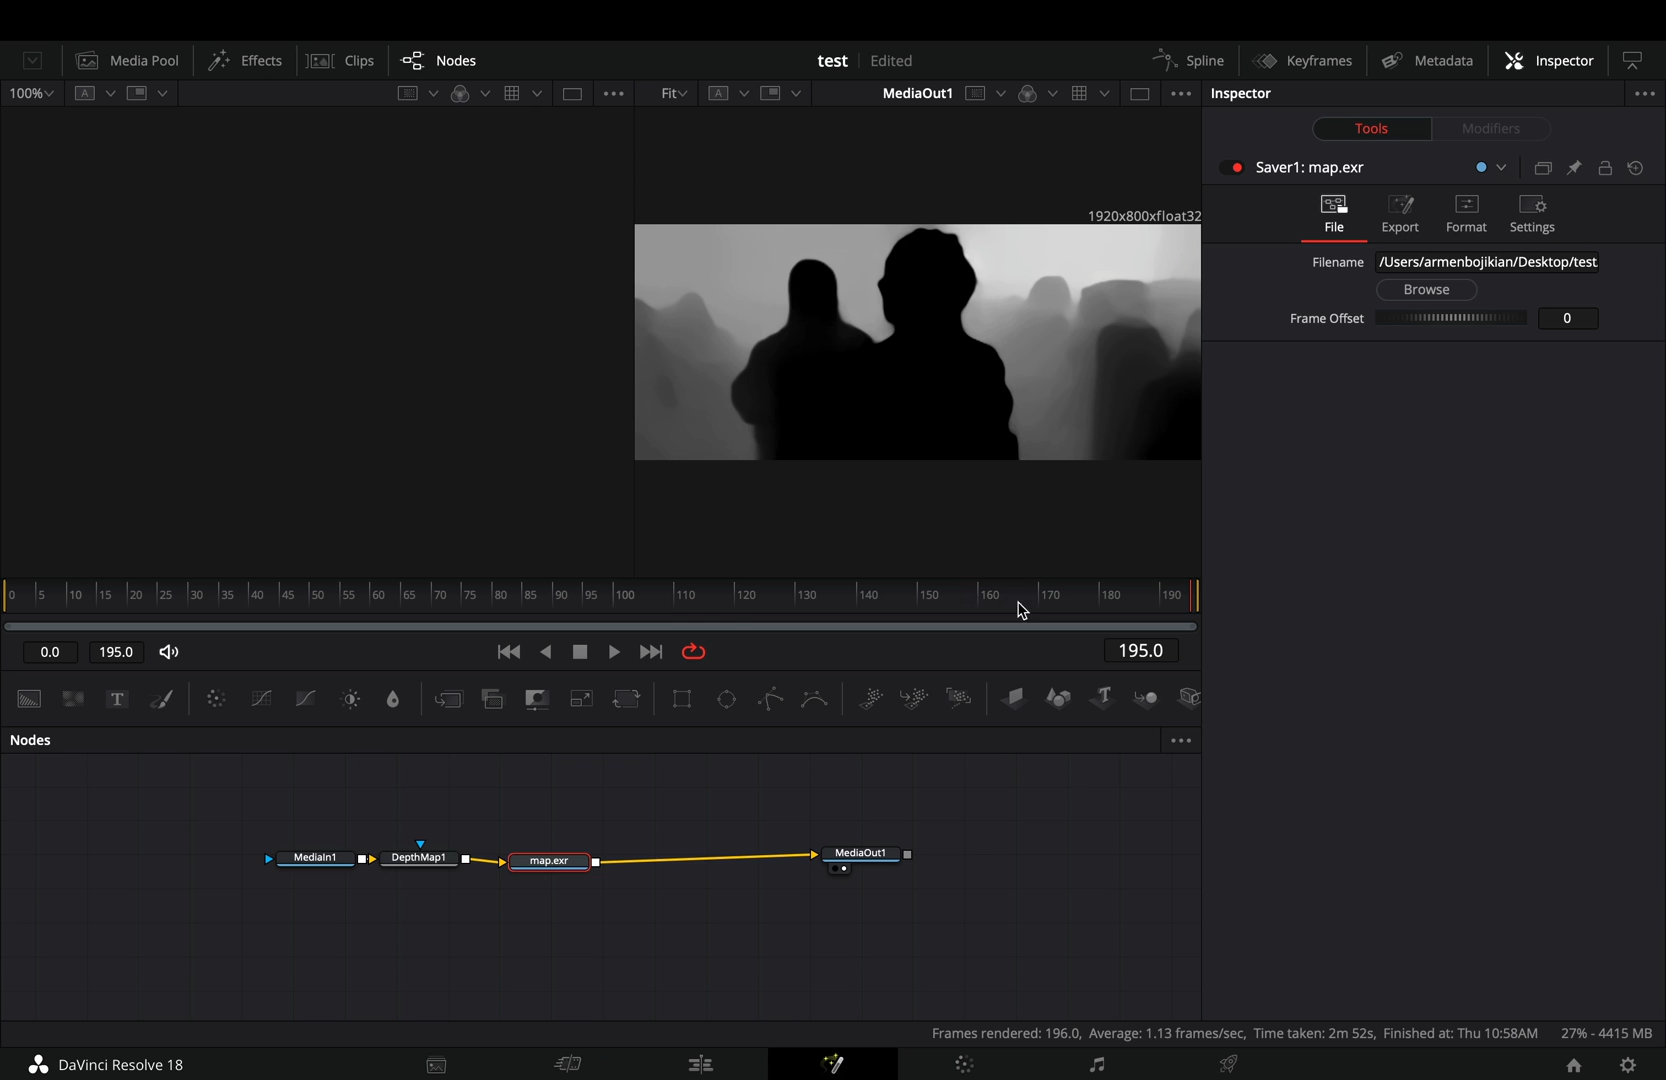 Media Pool
Effects
Clips
Nodes
test
Edited
Spline
Keyframes
Metadata
Inspector
100%
A
Fit
A
MediaOut1
Inspector
Tools
Modifiers
Saver1: map.exr
File
Export
Format
Settings
Filename
/Users/armenbojikian/Desktop/test
Browse
Frame Offset
0
1920x800xfloat32
0 5 10 15 20 25 30 35 40 45 50 55 60 65 70 75 80 85 90 95 100 110 120 130 140 150 160 170 180 190
0.0
195.0
195.0
T
T
Nodes
MediaIn1
DepthMap1
map.exr
MediaOut1
Frames rendered: 196.0, Average: 1.13 frames/sec, Time taken: 2m 52s, Finished at: Thu 10:58AM
27% - 4415 MB
DaVinci Resolve 18